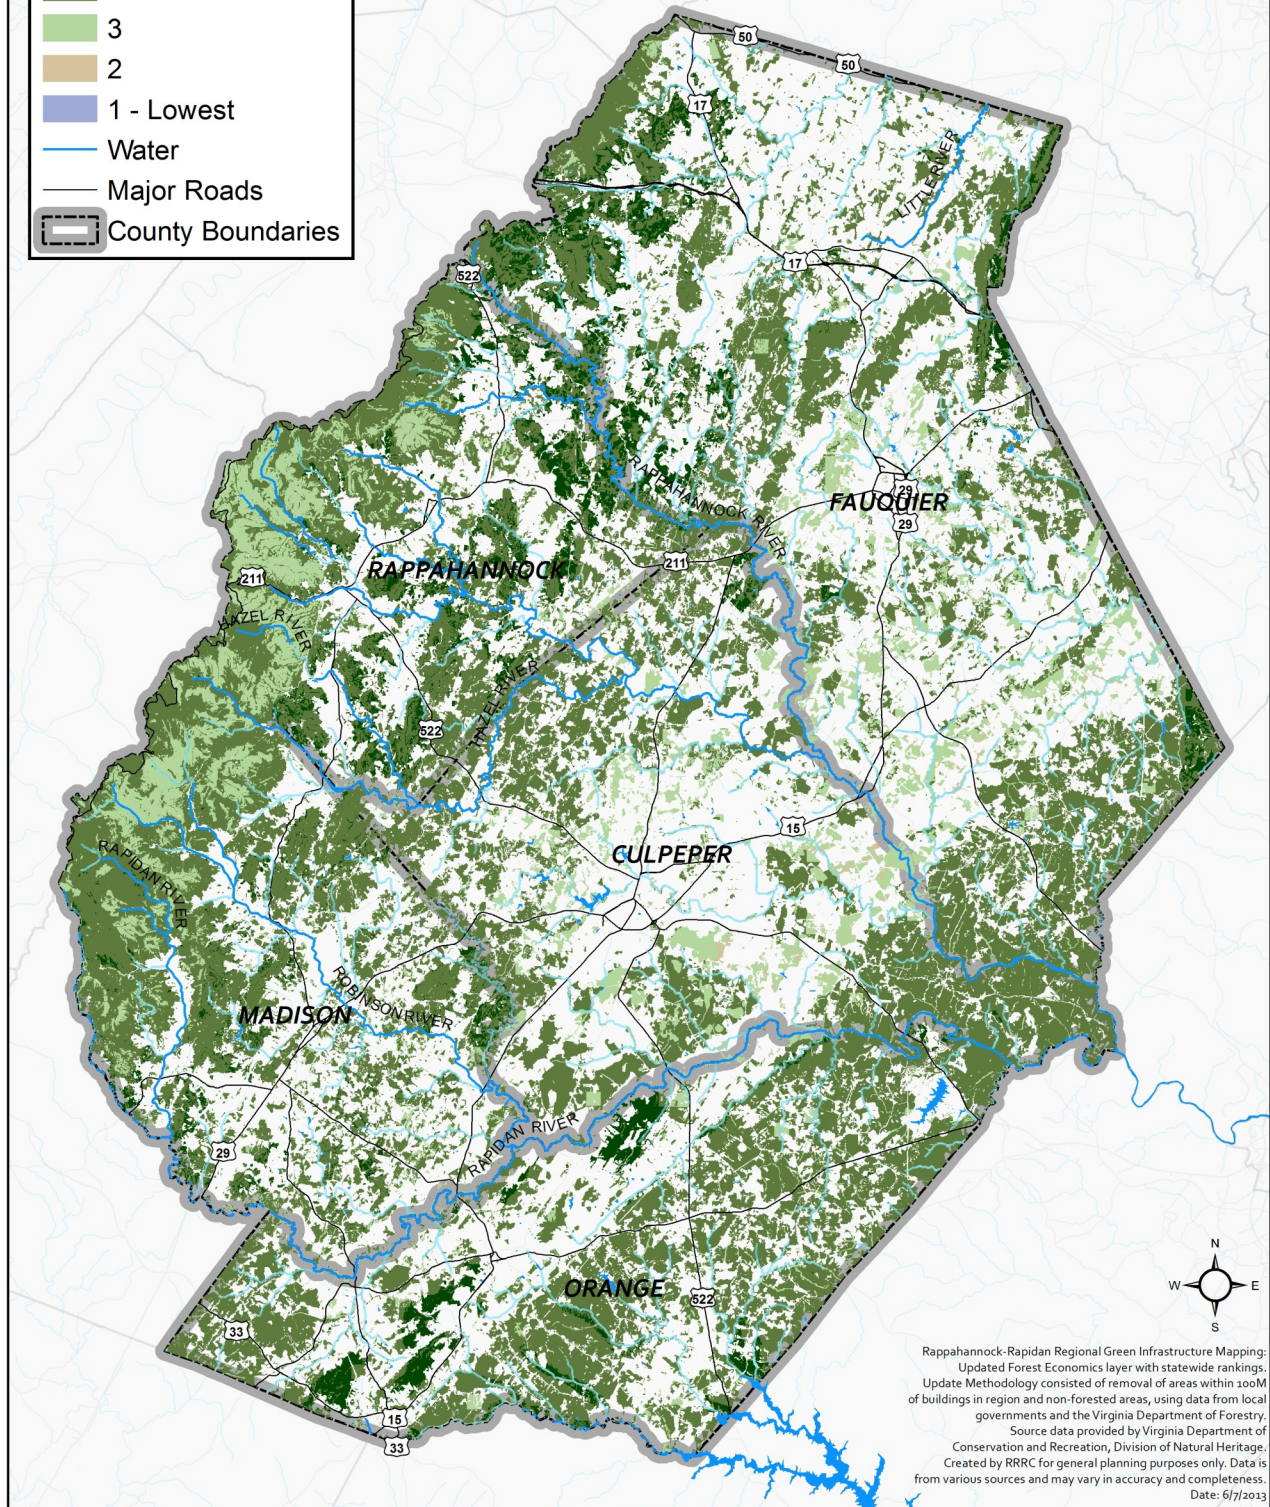 3
2
1 - Lowest
Water
Major Roads
County Boundaries
50
50
17
LITTLE RIVER
17
522
29
FAUQUIER
29
RAPPAHANNOCK RIVER
211
RAPPAHANNOCK
211
HAZEL RIVER
HAZEL RIVER
522
15
CULPEPER
RAPIDAN RIVER
ROBINSON RIVER
MADISON
RAPIDAN RIVER
29
ORANGE
522
33
15
33
N
W
E
S
Rappahannock-Rapidan Regional Green Infrastructure Mapping:
Updated Forest Economics layer with statewide rankings.
Update Methodology consisted of removal of areas within 100M
of buildings in region and non-forested areas, using data from local
governments and the Virginia Department of Forestry.
Source data provided by Virginia Department of
Conservation and Recreation, Division of Natural Heritage.
Created by RRRC for general planning purposes only. Data is
from various sources and may vary in accuracy and completeness.
Date: 6/7/2013